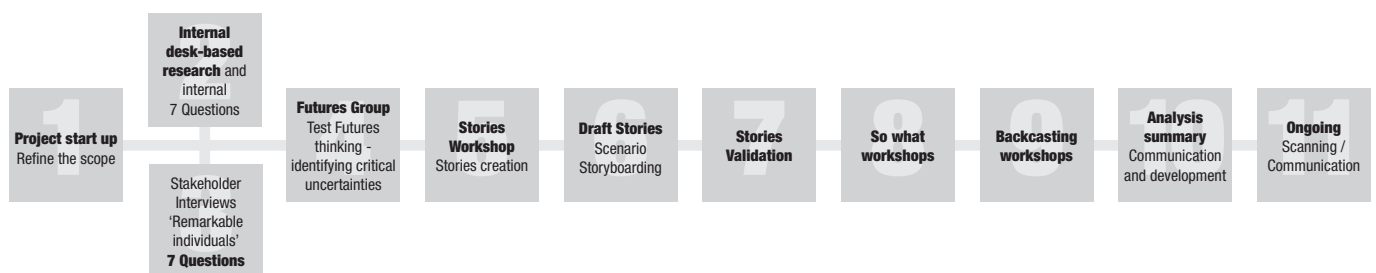 1
Project start up
Refine the scope
2
Internal
desk-based
research and
internal
7 Questions
3
Stakeholder
Interviews
‘Remarkable
individuals’
7 Questions
4
Futures Group
Test Futures
thinking -
identifying critical
uncertainties
5
Stories
Workshop
Stories creation
6
Draft Stories
Scenario
Storyboarding
7
Stories
Validation
8
So what
workshops
9
Backcasting
workshops
10
Analysis
summary
Communication
and development
11
Ongoing
Scanning /
Communication